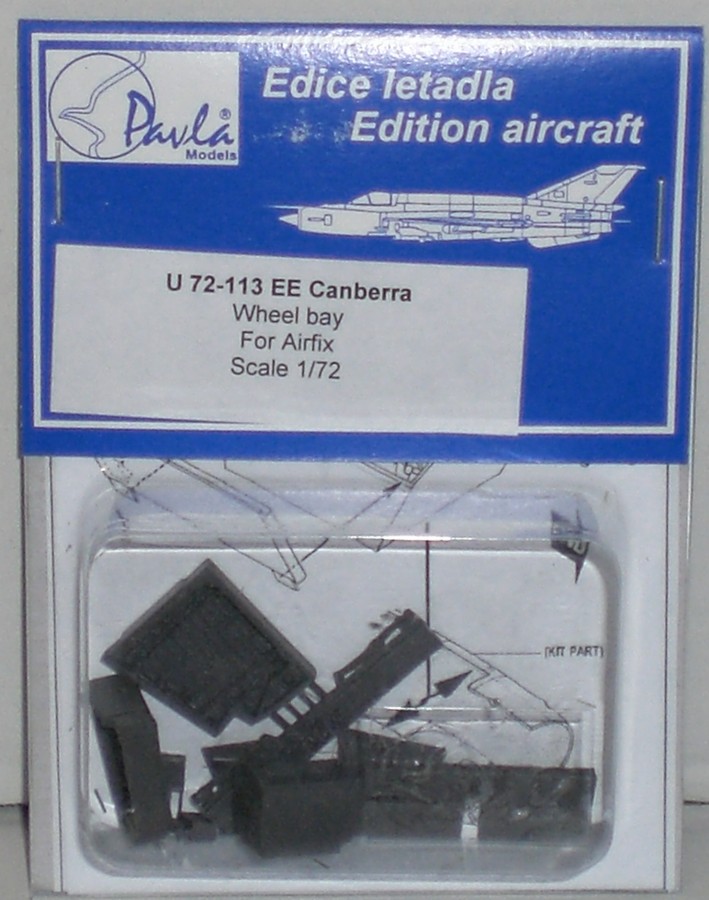 Edice letadla
Edition aircraft
Pavla®
Models
U 72-113 EE Canberra
Wheel bay
For Airfix
Scale 1/72
(KIT PART)